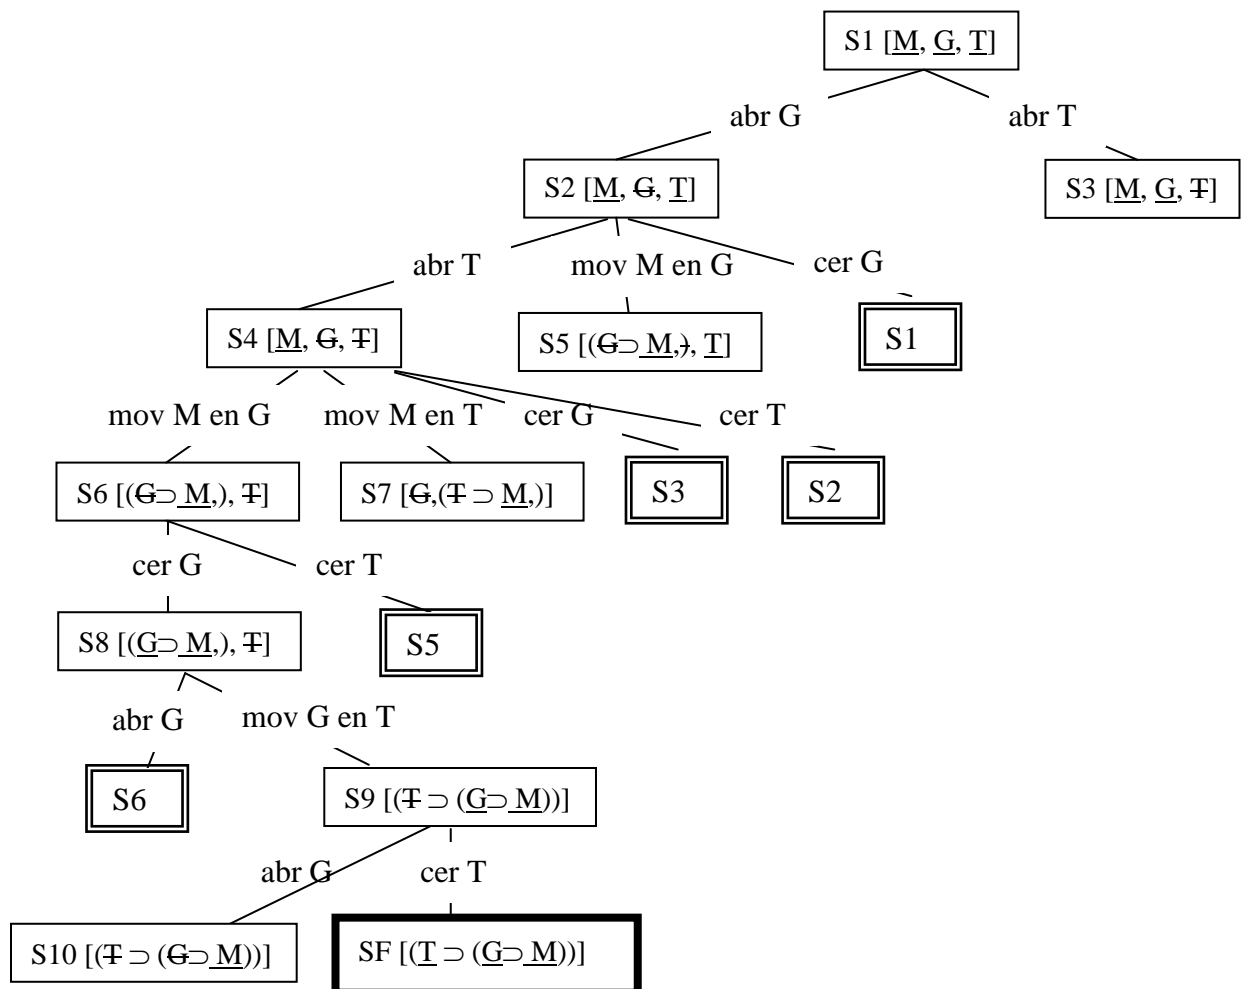 S1 [M, G, T]
abr G
abr T
S2 [M, G, T]
S3 [M, G, T]
abr T
mov M en G
cer G
S4 [M, G, T]
S5 [(G⊃ M,), T]
S1
mov M en G
mov M en T
cer G
cer T
S6 [(G⊃ M,), T]
S7 [G,(T ⊃ M,)]
S3
S2
cer G
cer T
S8 [(G⊃ M,), T]
S5
abr G
mov G en T
S6
S9 [(T ⊃ (G⊃ M))]
abr G
cer T
S10 [(T ⊃ (G⊃ M))]
SF [(T ⊃ (G⊃ M))]